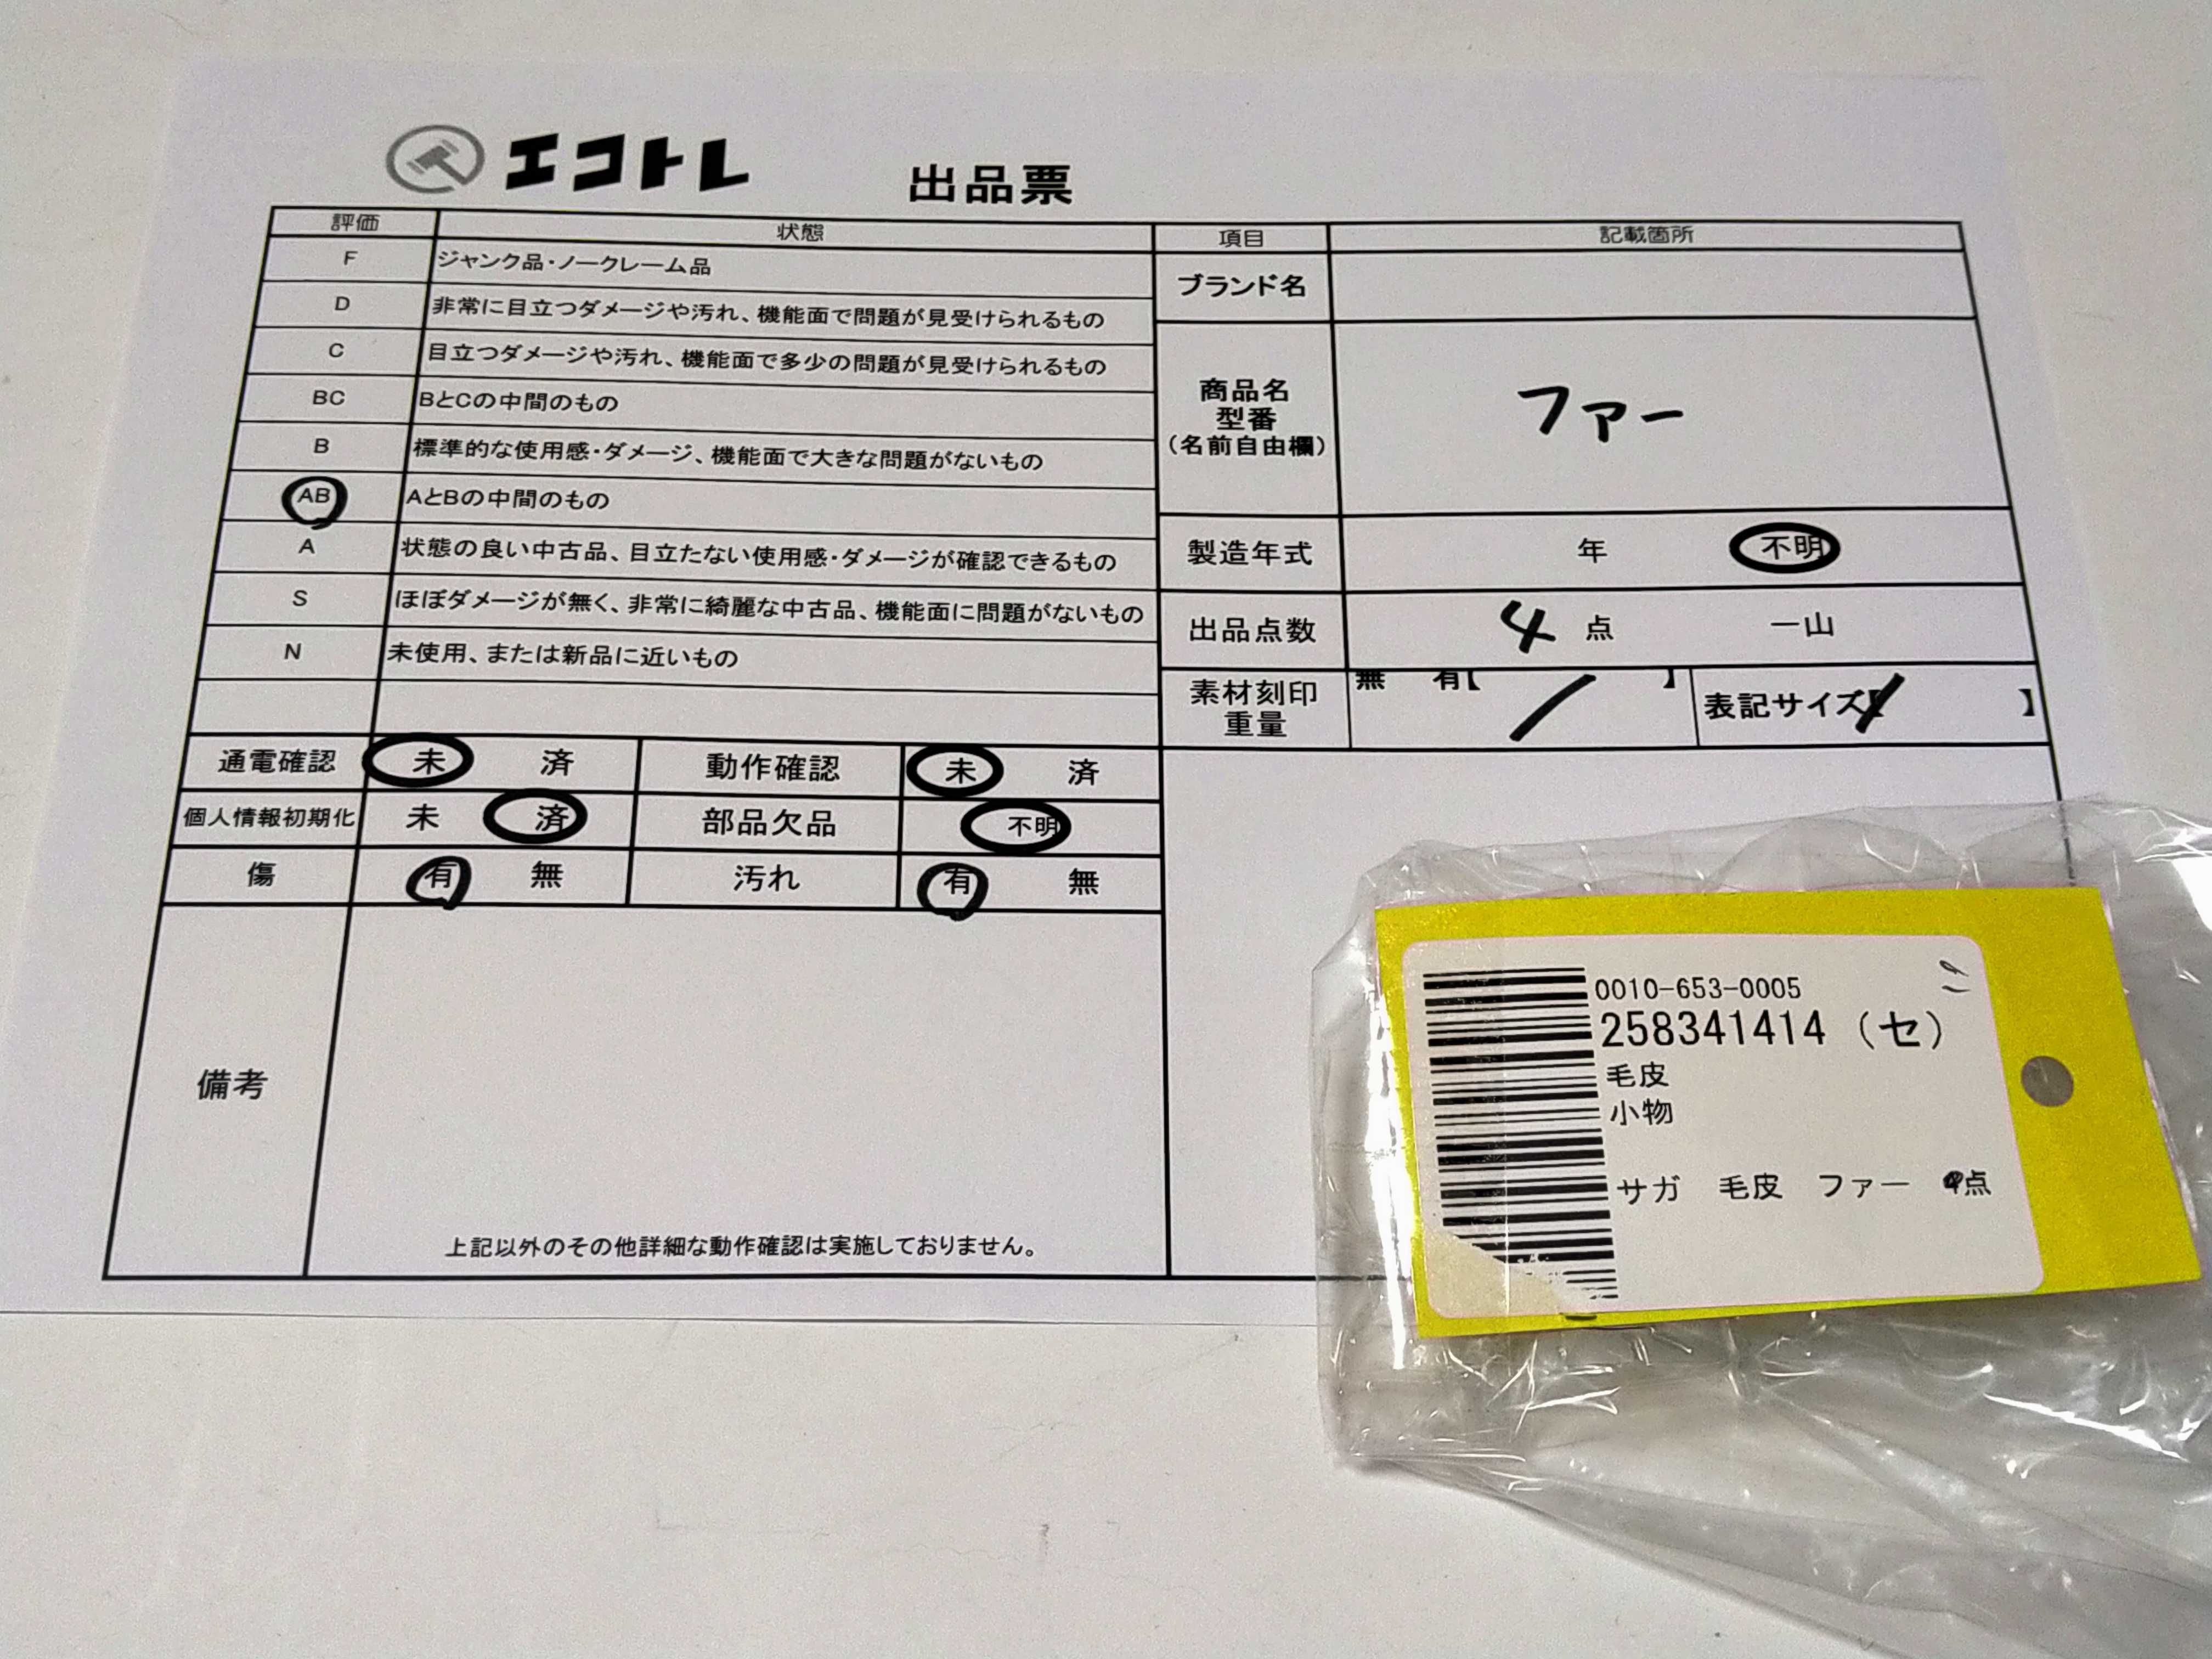 エコトレ 出品票
評価 状態 項目 記載箇所
F ジャンク品・ノークレーム品
D 非常に目立つダメージや汚れ、機能面で問題が見受けられるもの
C 目立つダメージや汚れ、機能面で多少の問題が見受けられるもの
BC BとCの中間のもの
B 標準的な使用感・ダメージ、機能面で大きな問題がないもの
AB AとBの中間のもの
A 状態の良い中古品、目立たない使用感・ダメージが確認できるもの
S ほぼダメージが無く、非常に綺麗な中古品、機能面に問題がないもの
N 未使用、または新品に近いもの
ブランド名
商品名
型番
(名前自由欄)
ファー
製造年式 年 不明
出品点数 4 点 一山
素材刻印
重量
無 有【 】 表記サイズ【 】
通電確認 未 済 動作確認 未 済
個人情報初期化 未 済 部品欠品 不明
傷 有 無 汚れ 有 無
備考
上記以外のその他詳細な動作確認は実施しておりません。
0010-653-0005
258341414 (セ)
毛皮
小物
サガ 毛皮 ファー 点